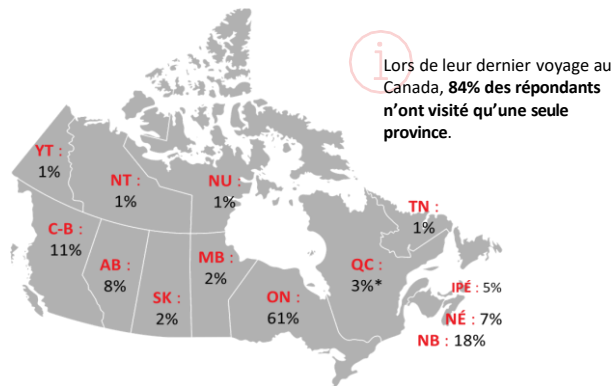 i
Lors de leur dernier voyage au
Canada, 84% des répondants
n'ont visité qu'une seule
province.
YT :
1%
NT :
1%
NU :
1%
TN :
1%
C-B :
11%
AB :
8%
SK :
2%
MB :
2%
ON :
61%
QC :
3%*
IPÉ : 5%
NÉ : 7%
NB : 18%